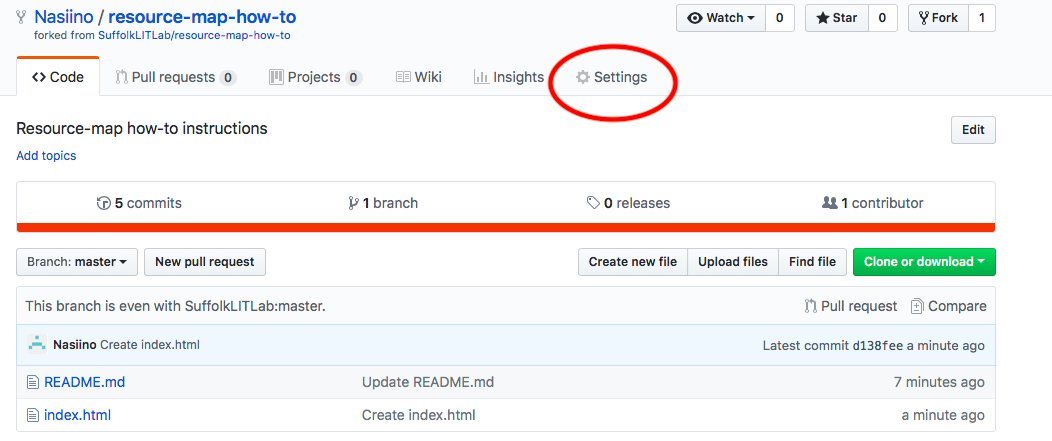 Nasiino / resource-map-how-to
Watch 0 Star 0 Fork 1
forked from SuffolkLITLab/resource-map-how-to
Code Pull requests 0 Projects 0 Wiki Insights Settings
Resource-map how-to instructions
Edit
Add topics
5 commits 1 branch 0 releases 1 contributor
Branch: master New pull request Create new file Upload files Find file Clone or download
This branch is even with SuffolkLITLab:master. Pull request Compare
Nasiino Create index.html Latest commit d138fee a minute ago
README.md Update README.md 7 minutes ago
index.html Create index.html a minute ago